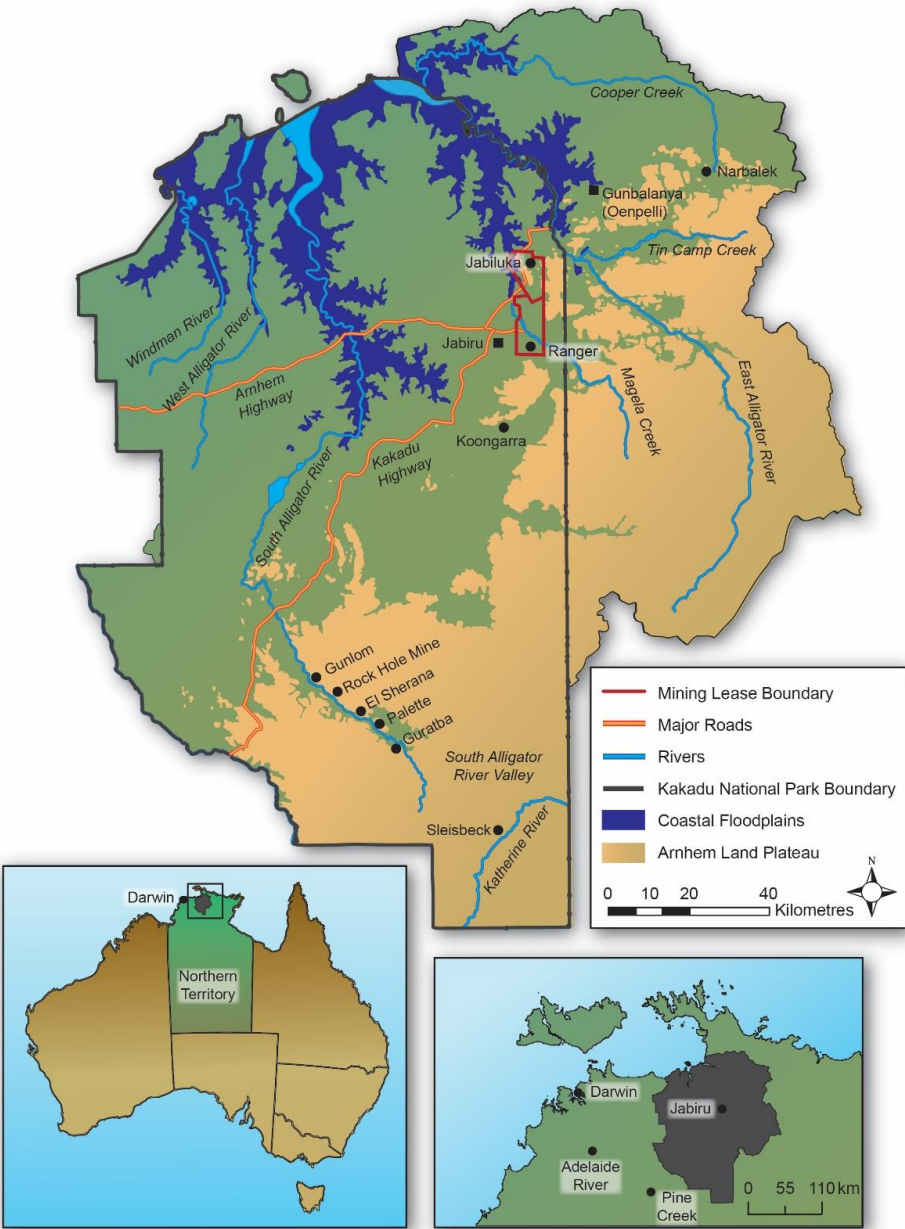 Cooper Creek
Narbalek
Gunbalanya
(Oenpelli)
Tin Camp Creek
Jabiluka
Windman River
West Alligator River
Jabiru
Ranger
Arnhem
Highway
Magela Creek
East Alligator River
Koongarra
Kakadu
Highway
South Alligator River
Gunlom
Rock Hole Mine
El Sherana
Palette
Guratba
South Alligator
River Valley
Sleisbeck
Katherine River
Mining Lease Boundary
Major Roads
Rivers
Kakadu National Park Boundary
Coastal Floodplains
Arnhem Land Plateau
N
0 10 20 40
Kilometres
Darwin
Northern
Territory
Darwin
Jabiru
Adelaide
River
Pine
Creek
0 55 110 km